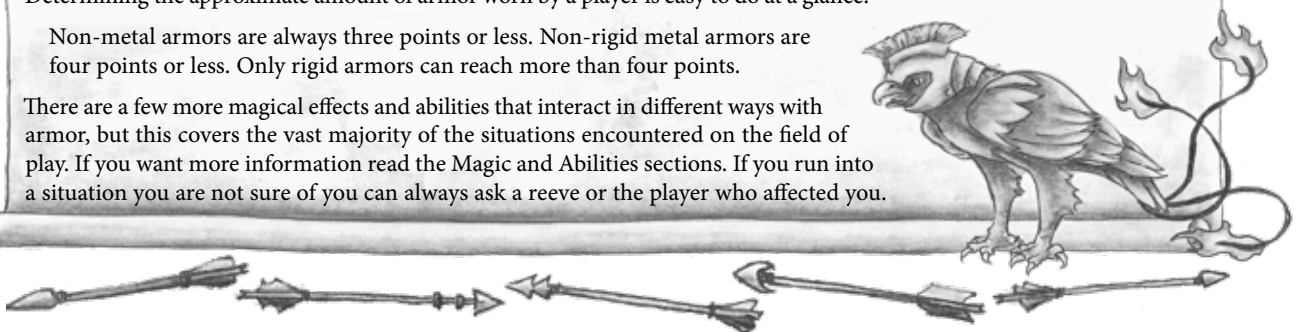 Determining the approximate amount of armor worn by a player is easy to do at a glance.
Non-metal armors are always three points or less. Non-rigid metal armors are
four points or less. Only rigid armors can reach more than four points.
There are a few more magical effects and abilities that interact in different ways with
armor, but this covers the vast majority of the situations encountered on the field of
play. If you want more information read the Magic and Abilities sections. If you run into
a situation you are not sure of you can always ask a reeve or the player who affected you.